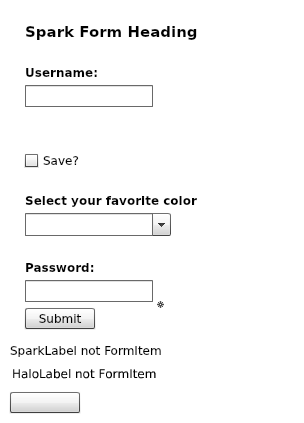 Spark Form Heading
Username:
Save?
Select your favorite color
Password:
Submit
SparkLabel not FormItem
HaloLabel not FormItem